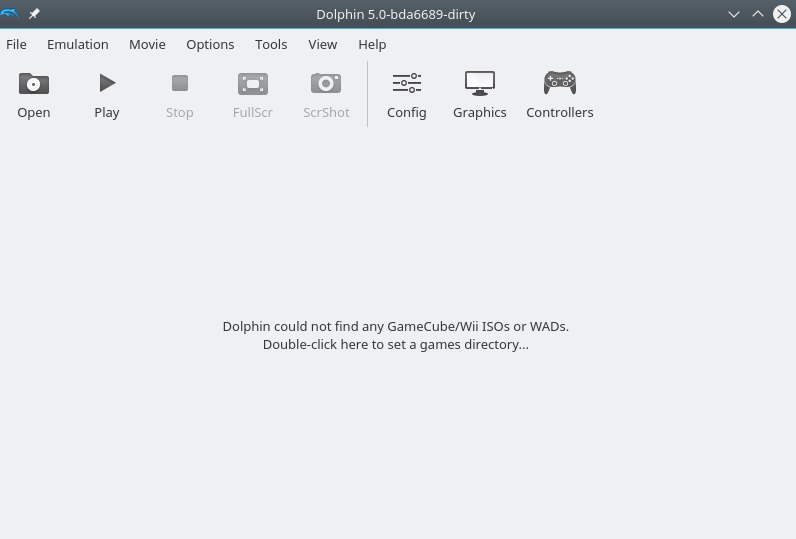 Dolphin 5.0-bda6689-dirty
File Emulation Movie Options Tools View Help
Open Play Stop FullScr ScrShot Config Graphics Controllers
Dolphin could not find any GameCube/Wii ISOs or WADs.
Double-click here to set a games directory...